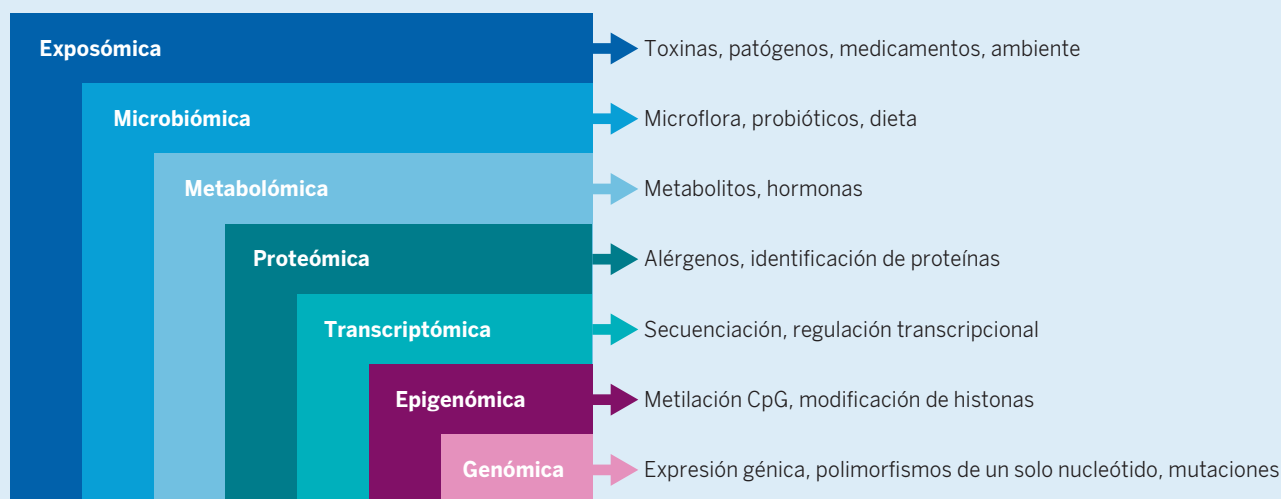 Exposómica
Toxinas, patógenos, medicamentos, ambiente
Microbiómica
Microflora, probióticos, dieta
Metabolómica
Metabolitos, hormonas
Proteómica
Alérgenos, identificación de proteínas
Transcriptómica
Secuenciación, regulación transcripcional
Epigenómica
Metilación CpG, modificación de histonas
Genómica
Expresión génica, polimorfismos de un solo nucleótido, mutaciones